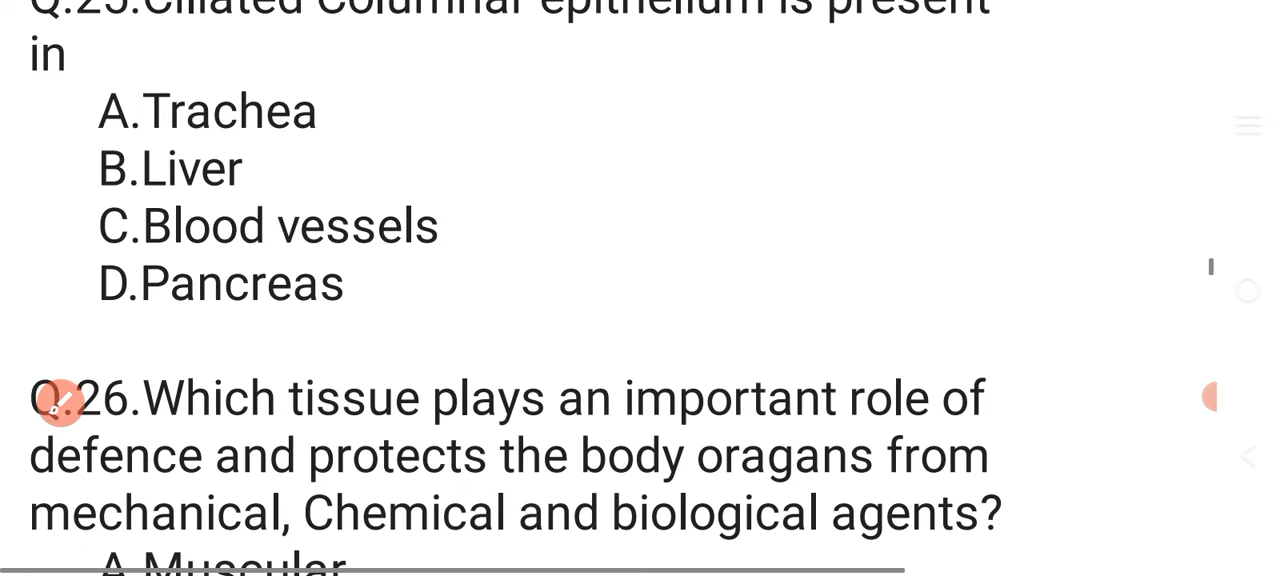 Q.25.Ciliated Columnar epithelium is present
in
A.Trachea
B.Liver
C.Blood vessels
D.Pancreas
Q.26.Which tissue plays an important role of
defence and protects the body oragans from
mechanical, Chemical and biological agents?
A.Muscular